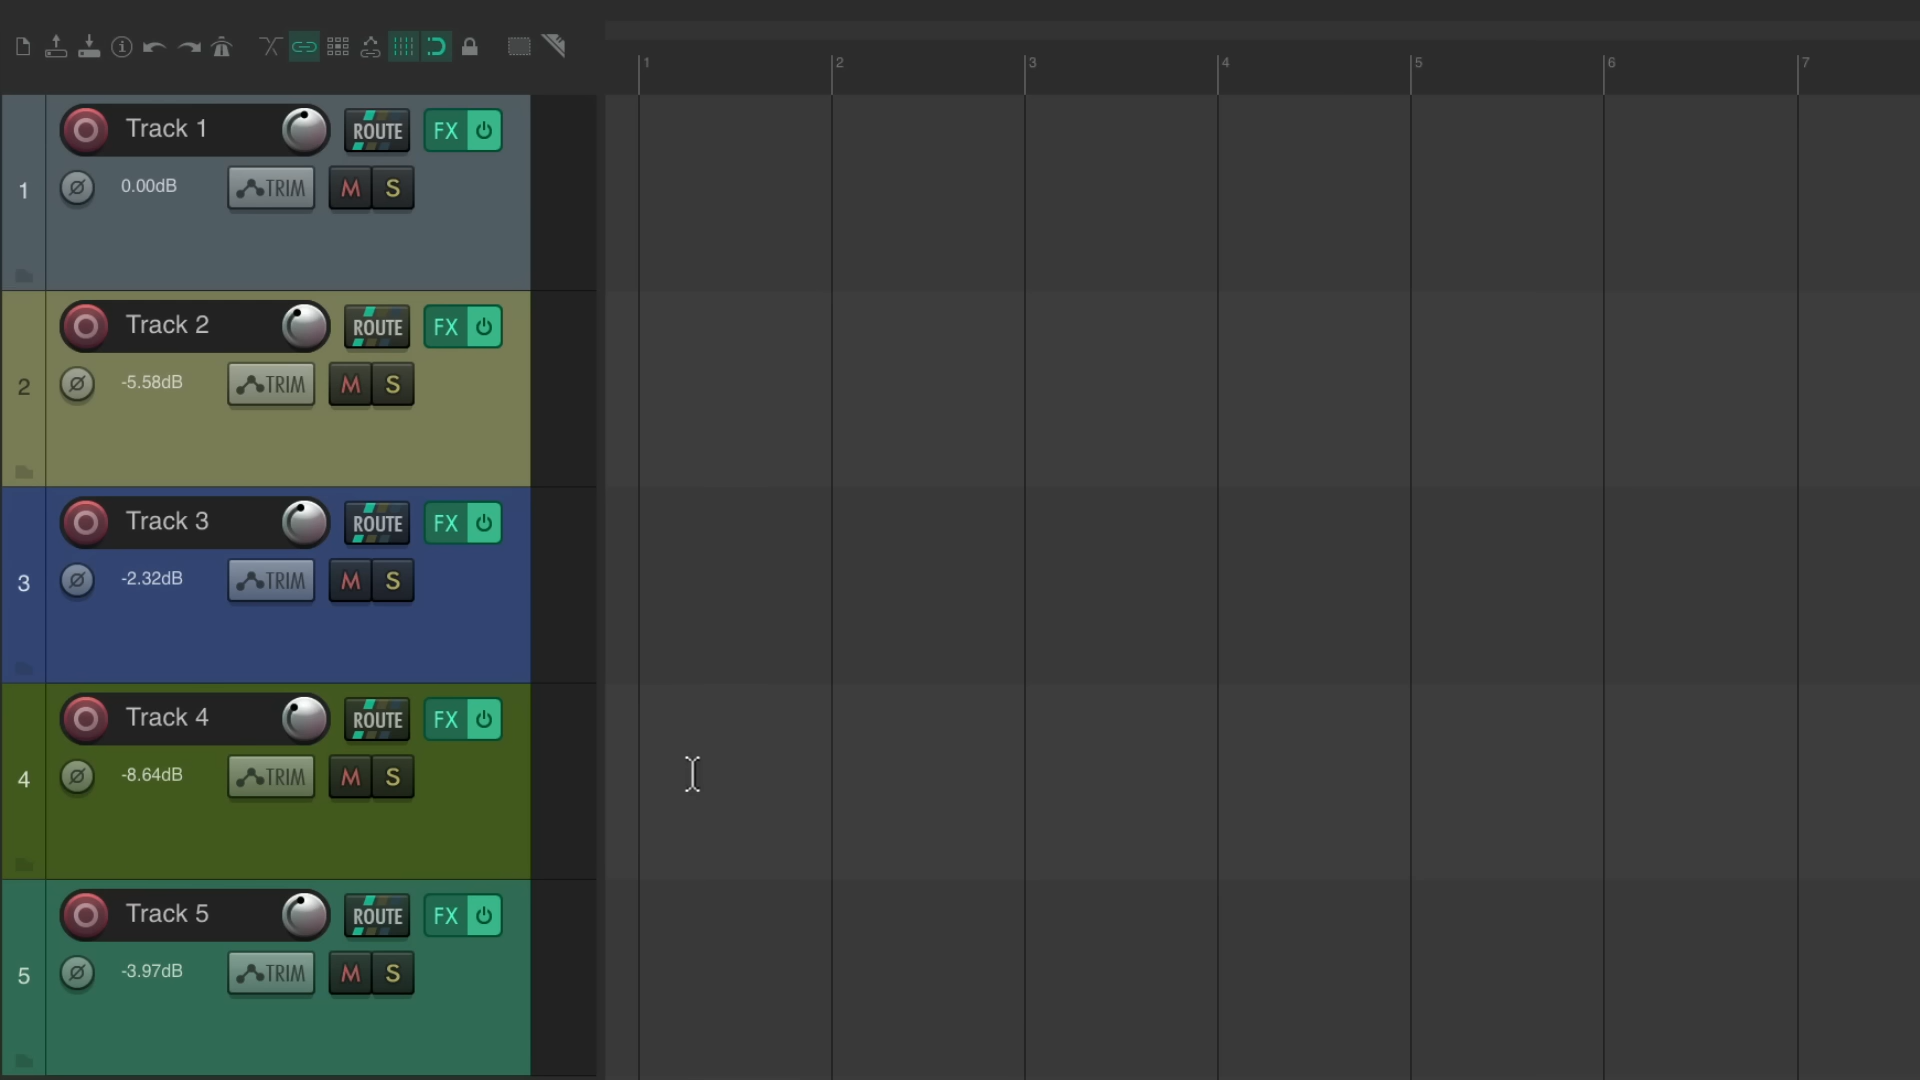 1 2 3 4 5 6 7
Track 1 ROUTE FX
1 0.00dB TRIM M S
Track 2 ROUTE FX
2 -5.58dB TRIM M S
Track 3 ROUTE FX
3 -2.32dB TRIM M S
Track 4 ROUTE FX
4 -8.64dB TRIM M S
Track 5 ROUTE FX
5 -3.97dB TRIM M S